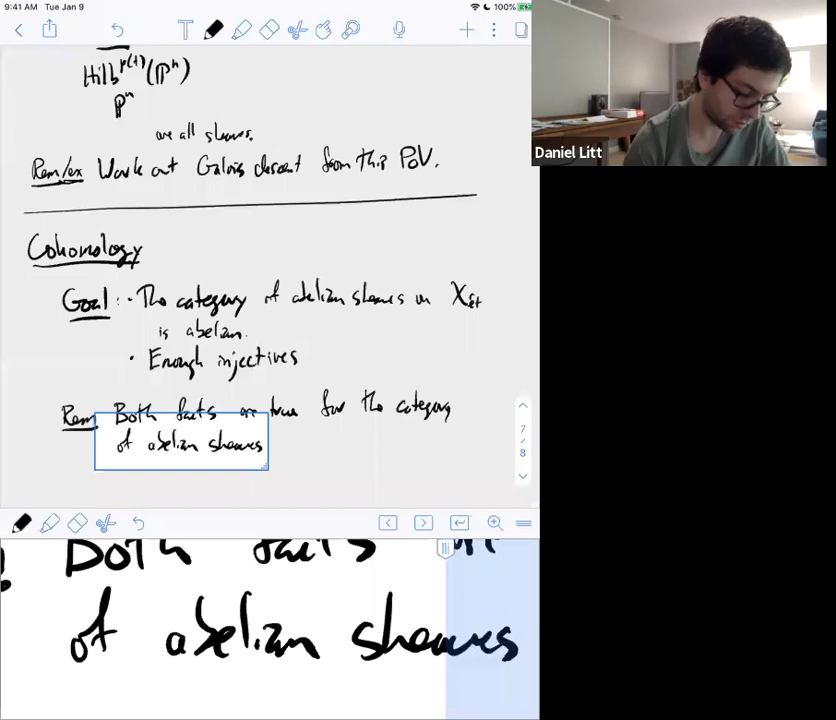 9:41 AM Tue Jan 9
100%
Hilb^{p(t)}(ℙ^n)
ℙ^n
are all sheaves.
Rem/ex Work out Galois descent from this PoV.
Daniel Litt
Cohomology
Goal: · The category of abelian sheaves on X_ét
is abelian.
· Enough injectives
Rem Both facts are true for the category
of abelian sheaves
7
/
8
Both facts
of abelian sheaves